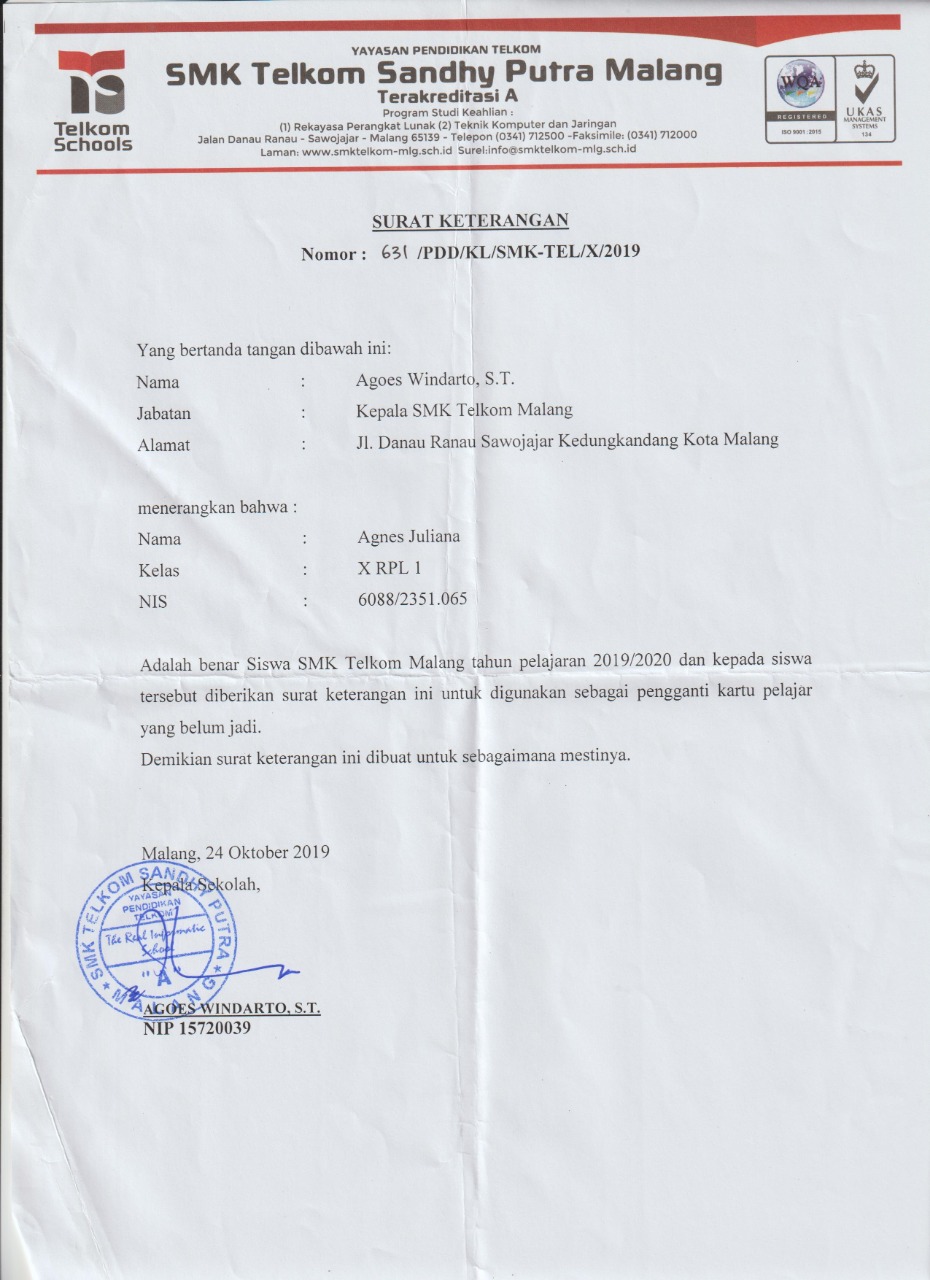 YAYASAN PENDIDIKAN TELKOM
SMK Telkom Sandhy Putra Malang
Terakreditasi A
Program Studi Keahlian :
(1) Rekayasa Perangkat Lunak (2) Teknik Komputer dan Jaringan
Jalan Danau Ranau - Sawojajar - Malang 65139 - Telepon (0341) 712500 -Faksimile: (0341) 712000
Laman: www.smktelkom-mlg.sch.id Surel:info@smktelkom-mlg.sch.id
Telkom
Schools
WQA
REGISTERED
ISO 9001 : 2015
UKAS
MANAGEMENT
SYSTEMS
134
SURAT KETERANGAN
Nomor : 631 /PDD/KL/SMK-TEL/X/2019
Yang bertanda tangan dibawah ini:
Nama : Agoes Windarto, S.T.
Jabatan : Kepala SMK Telkom Malang
Alamat : Jl. Danau Ranau Sawojajar Kedungkandang Kota Malang
menerangkan bahwa :
Nama : Agnes Juliana
Kelas : X RPL 1
NIS : 6088/2351.065
Adalah benar Siswa SMK Telkom Malang tahun pelajaran 2019/2020 dan kepada siswa
tersebut diberikan surat keterangan ini untuk digunakan sebagai pengganti kartu pelajar
yang belum jadi.
Demikian surat keterangan ini dibuat untuk sebagaimana mestinya.
Malang, 24 Oktober 2019
Kepala Sekolah,
SMK TELKOM SANDHY PUTRA
MALANG
YAYASAN
PENDIDIKAN
TELKOM
The Real Informatic
School
"A"
AGOES WINDARTO, S.T.
NIP 15720039